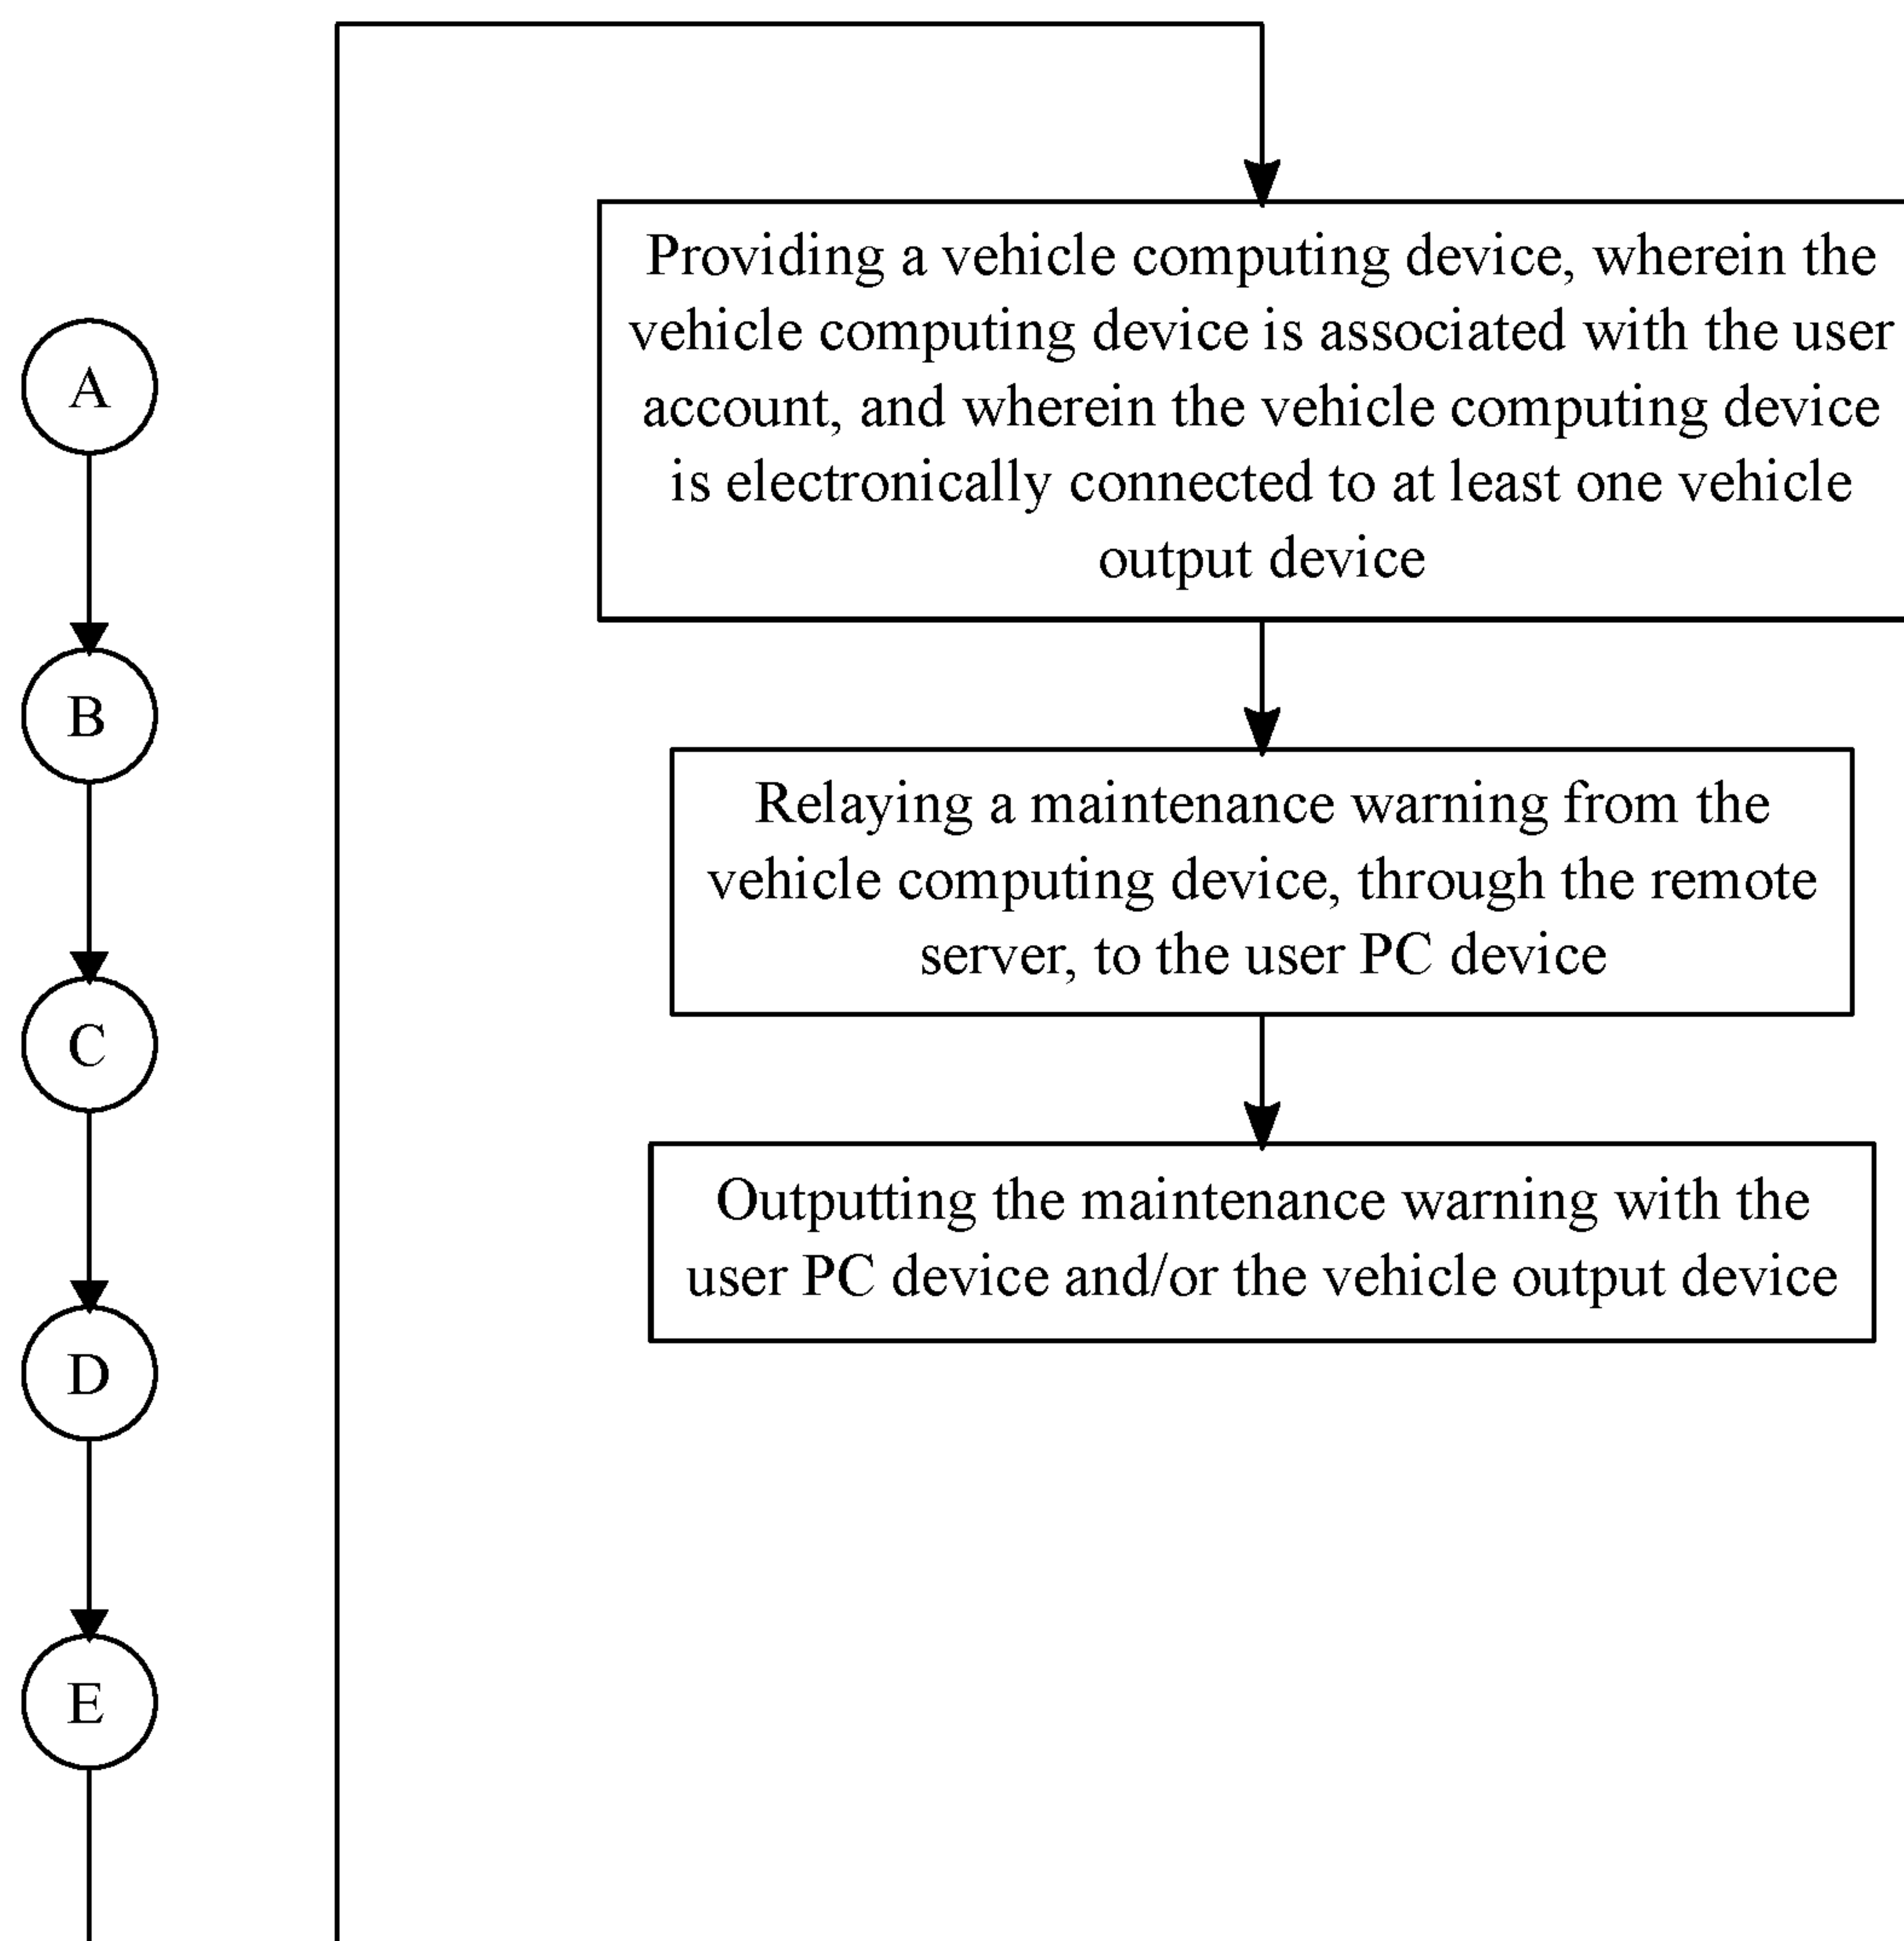 A
B
C
D
E
Providing a vehicle computing device, wherein the
vehicle computing device is associated with the user
account, and wherein the vehicle computing device
is electronically connected to at least one vehicle
output device
Relaying a maintenance warning from the
vehicle computing device, through the remote
server, to the user PC device
Outputting the maintenance warning with the
user PC device and/or the vehicle output device